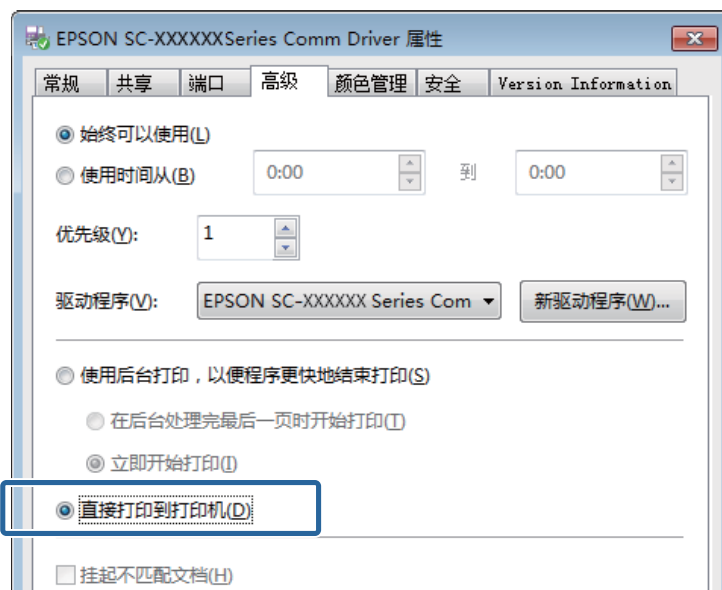 EPSON SC-XXXXXXSeries Comm Driver 属性
常规 共享 端口 高级 颜色管理 安全 Version Information
始终可以使用(L)
使用时间从(B) 0:00 到 0:00
优先级(Y): 1
驱动程序(V): EPSON SC-XXXXXX Series Com 新驱动程序(W)...
使用后台打印，以便程序更快地结束打印(S)
在后台处理完最后一页时开始打印(T)
立即开始打印(I)
直接打印到打印机(D)
挂起不匹配文档(H)